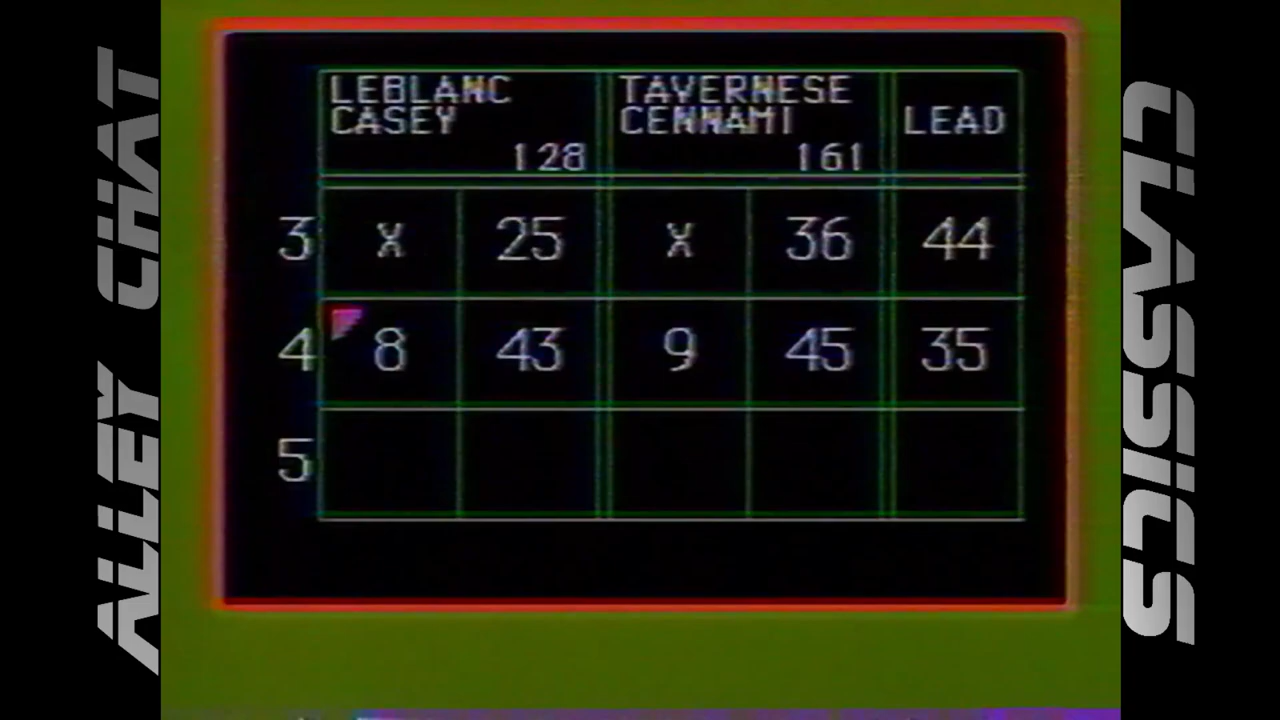 ALLEY CHAT
LEBLANC
CASEY
128
TAVERNESE
CENNAMI
161
LEAD
3 X 25 X 36 44
4 8 43 9 45 35
5
CLASSICS